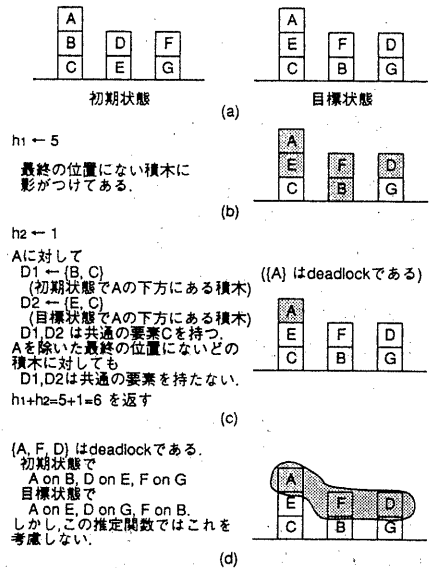 A
B D F
C E G
初期状態
A
E F D
C B G
目標状態
(a)
h1 ← 5
最終の位置にない積木に
影がつけてある.
A
E F D
C B G
(b)
h2 ← 1
Aに対して
D1 ← {B, C}
(初期状態でAの下方にある積木)
D2 ← {E, C}
(目標状態でAの下方にある積木)
D1,D2 は共通の要素Cを持つ.
Aを除いた最終の位置にないどの
積木に対しても
D1,D2は共通の要素を持たない.
h1+h2=5+1=6 を返す
({A} はdeadlockである)
A
E F D
C B G
(c)
{A, F, D} はdeadlockである.
初期状態で
A on B, D on E, F on G
目標状態で
A on E, D on G, F on B.
しかし,この推定関数ではこれを
考慮しない.
A
E F D
C B G
(d)